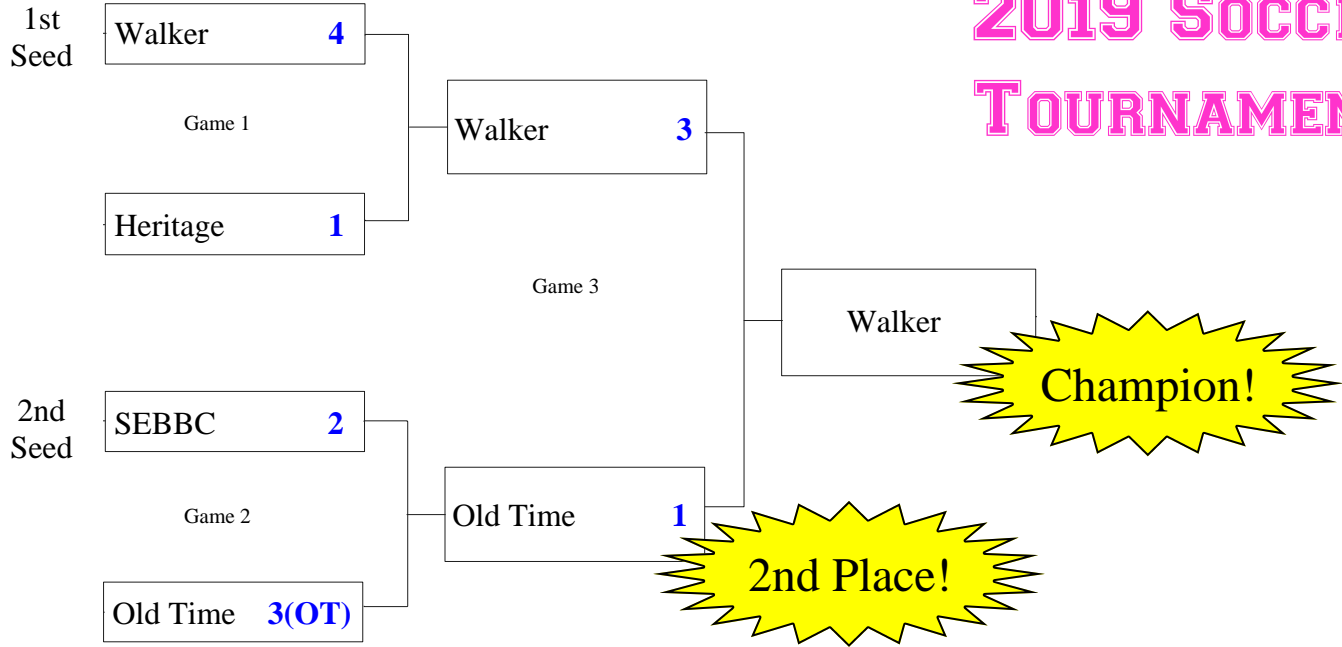 2019
1st
Seed
Walker 4
Game 1
Heritage 1
Walker 3
Game 3
Walker
Champion!
2nd
Seed
SEBBC 2
Game 2
Old Time 3(OT)
Old Time 1
2nd Place!